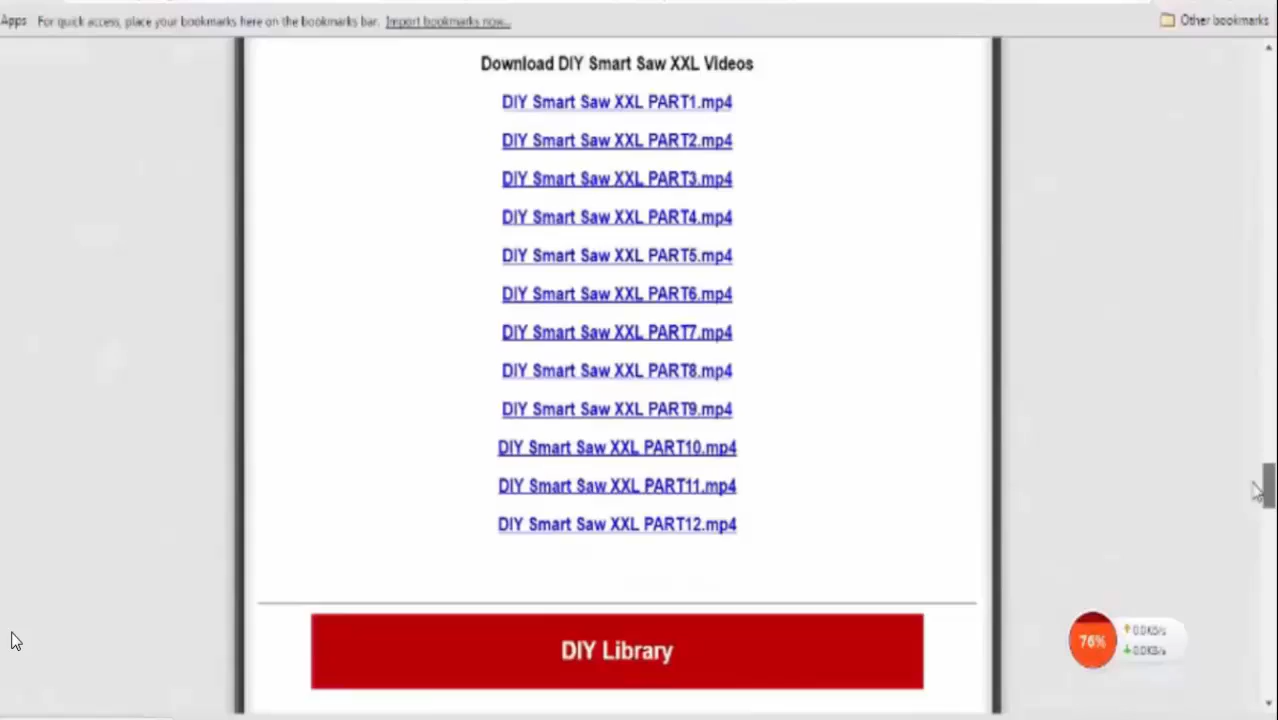 Apps For quick access, place your bookmarks here on the bookmarks bar. Import bookmarks now... Other bookmarks
Download DIY Smart Saw XXL Videos
DIY Smart Saw XXL PART1.mp4
DIY Smart Saw XXL PART2.mp4
DIY Smart Saw XXL PART3.mp4
DIY Smart Saw XXL PART4.mp4
DIY Smart Saw XXL PART5.mp4
DIY Smart Saw XXL PART6.mp4
DIY Smart Saw XXL PART7.mp4
DIY Smart Saw XXL PART8.mp4
DIY Smart Saw XXL PART9.mp4
DIY Smart Saw XXL PART10.mp4
DIY Smart Saw XXL PART11.mp4
DIY Smart Saw XXL PART12.mp4
DIY Library
76%
0.0KB/s
0.0KB/s